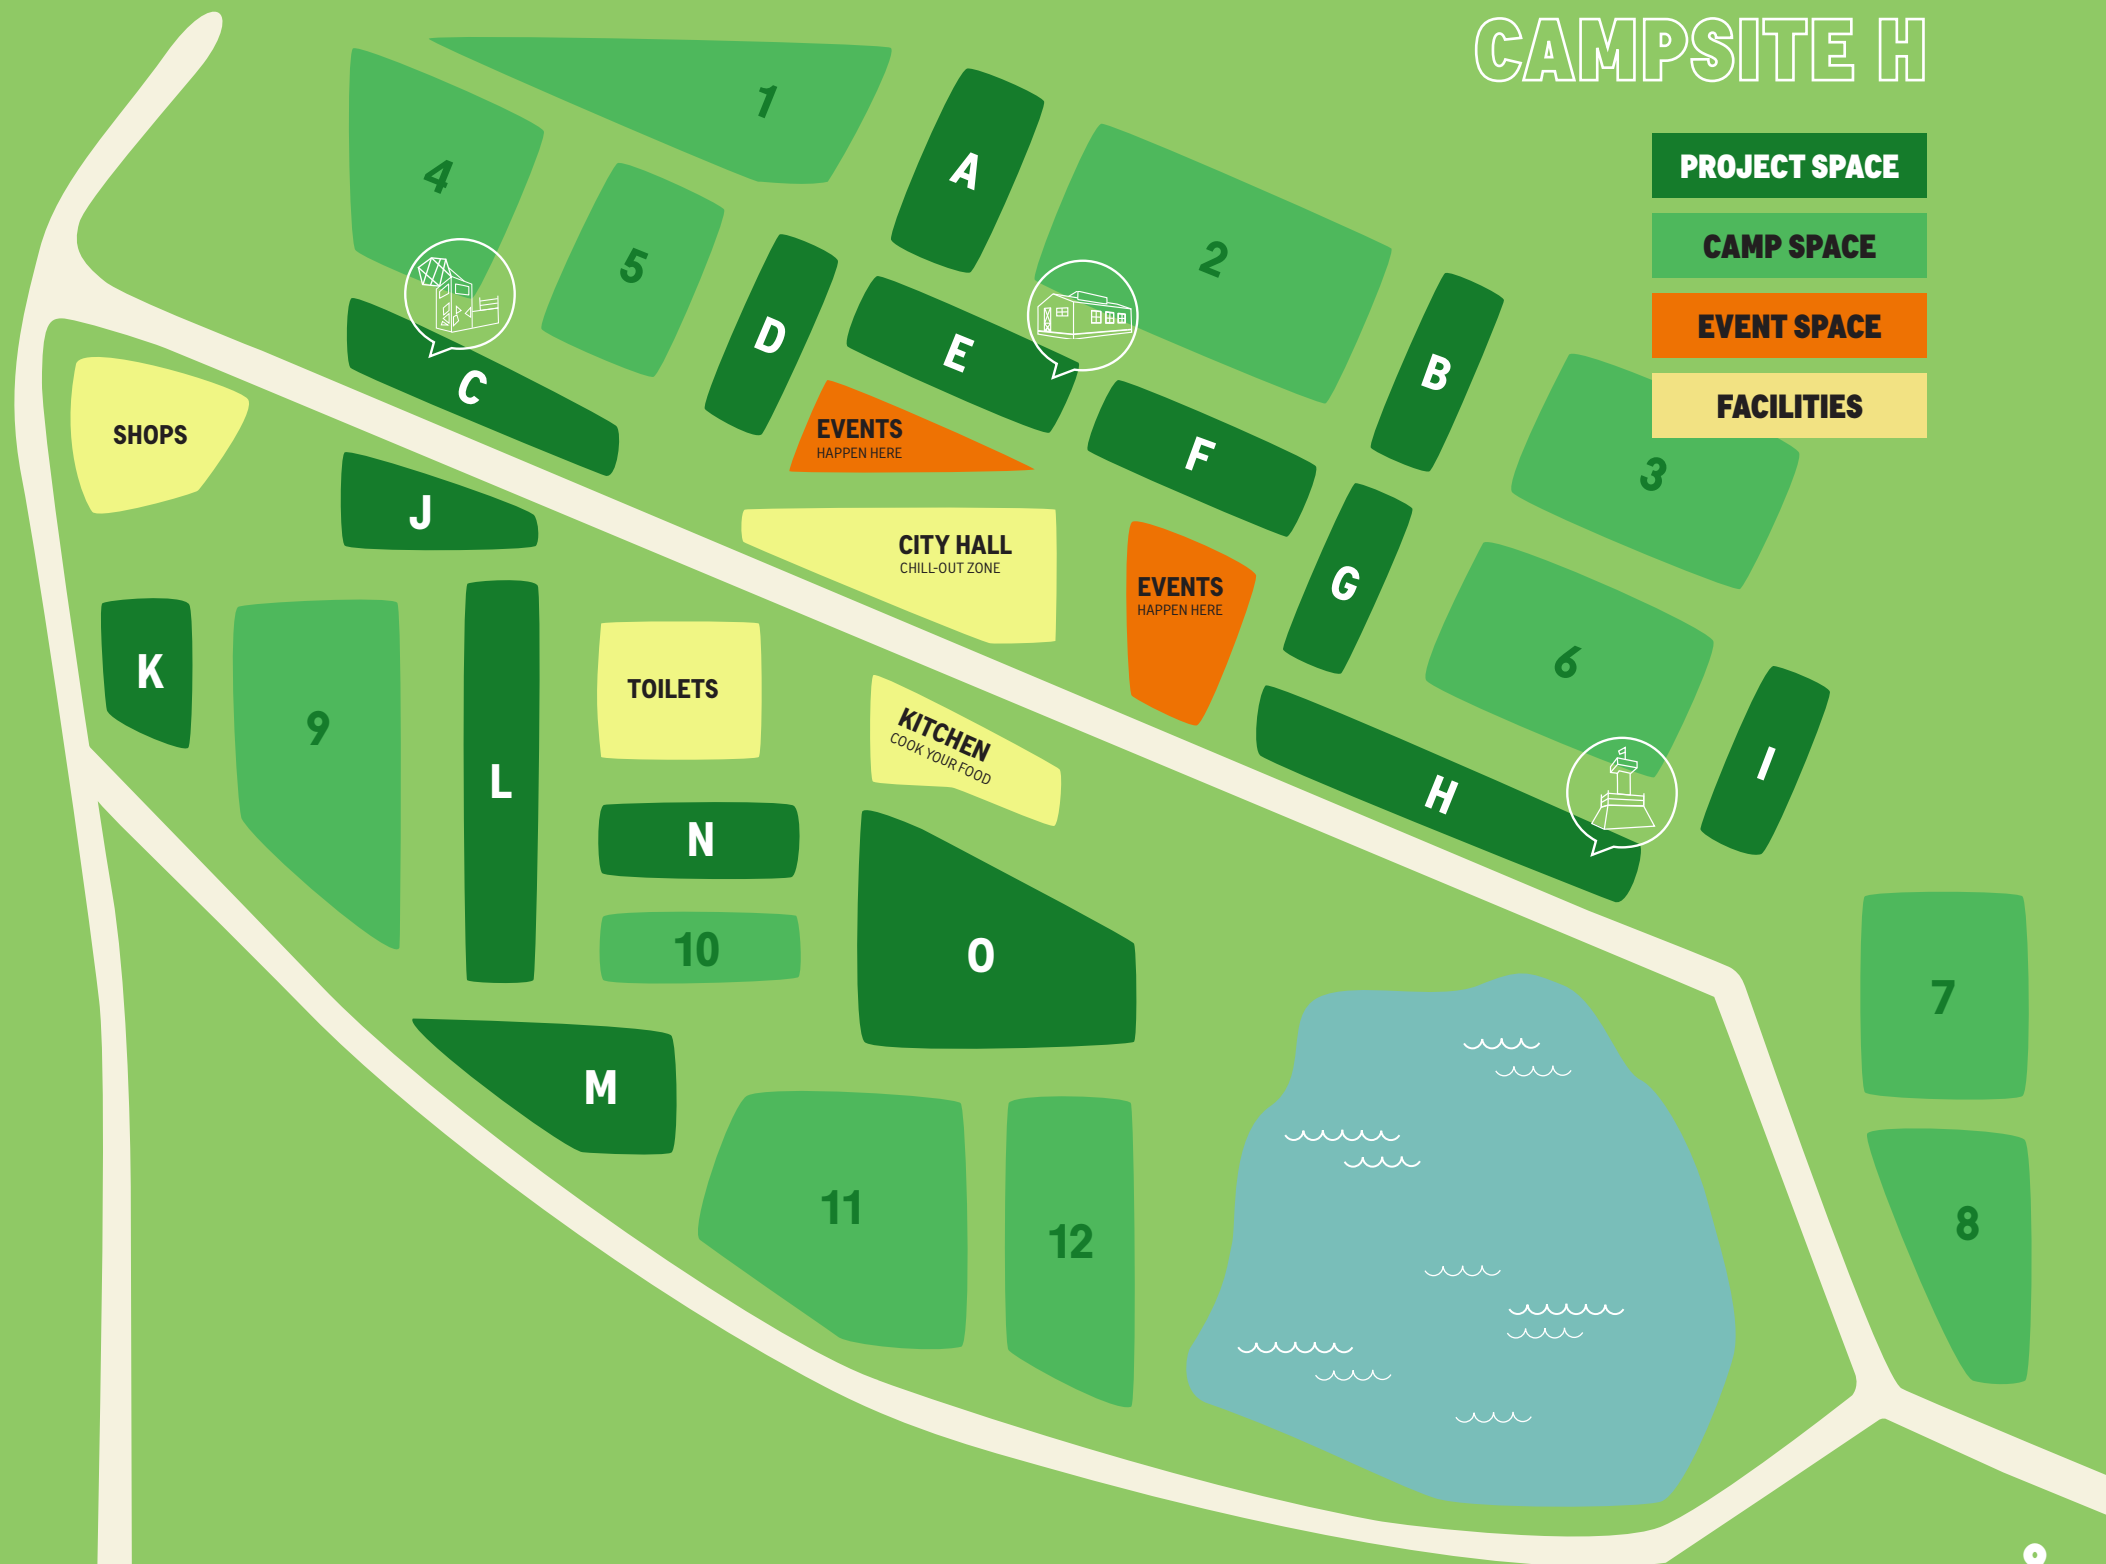 CAMPSITE H
PROJECT SPACE
CAMP SPACE
EVENT SPACE
FACILITIES
1
4
A
5
2
D
E
B
C
F
3
EVENTS
HAPPEN HERE
SHOPS
J
CITY HALL
CHILL-OUT ZONE
EVENTS
HAPPEN HERE
G
6
K
9
L
TOILETS
KITCHEN
COOK YOUR FOOD
H
I
N
10
O
7
M
11
12
8